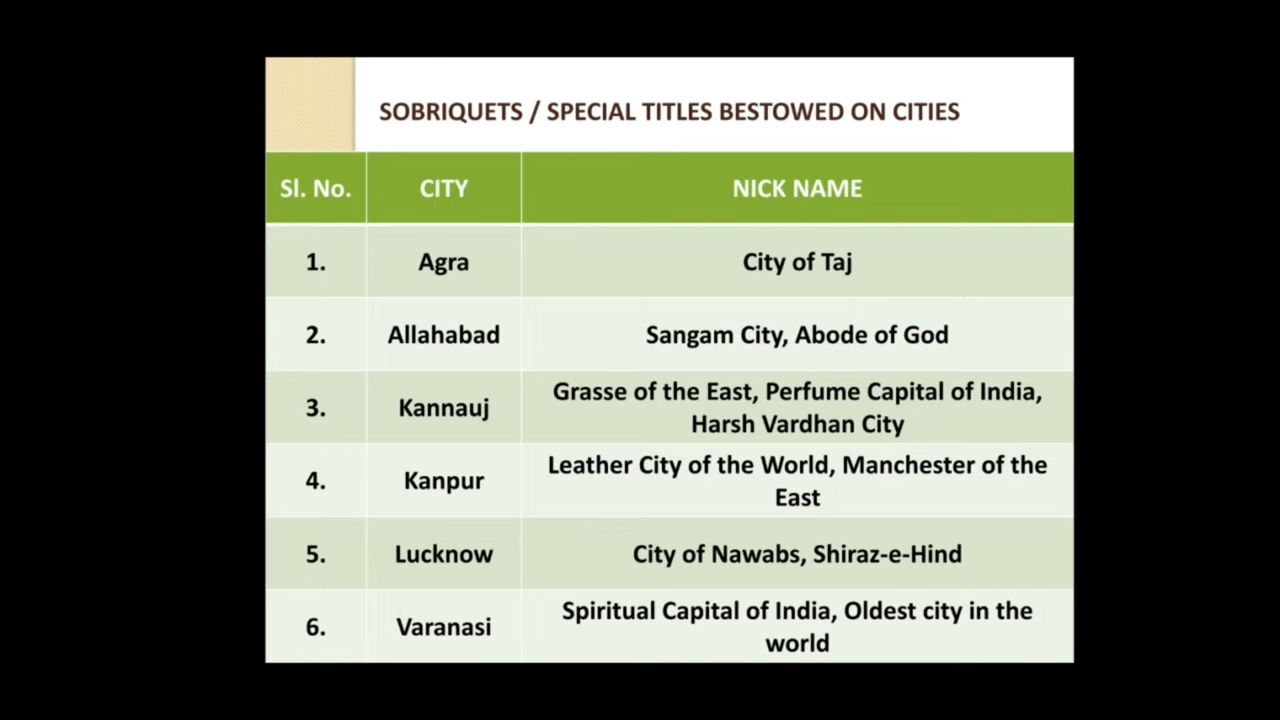 SOBRIQUETS / SPECIAL TITLES BESTOWED ON CITIES
Sl. No. CITY NICK NAME
1. Agra City of Taj
2. Allahabad Sangam City, Abode of God
3. Kannauj Grasse of the East, Perfume Capital of India,
Harsh Vardhan City
4. Kanpur Leather City of the World, Manchester of the
East
5. Lucknow City of Nawabs, Shiraz-e-Hind
6. Varanasi Spiritual Capital of India, Oldest city in the
world